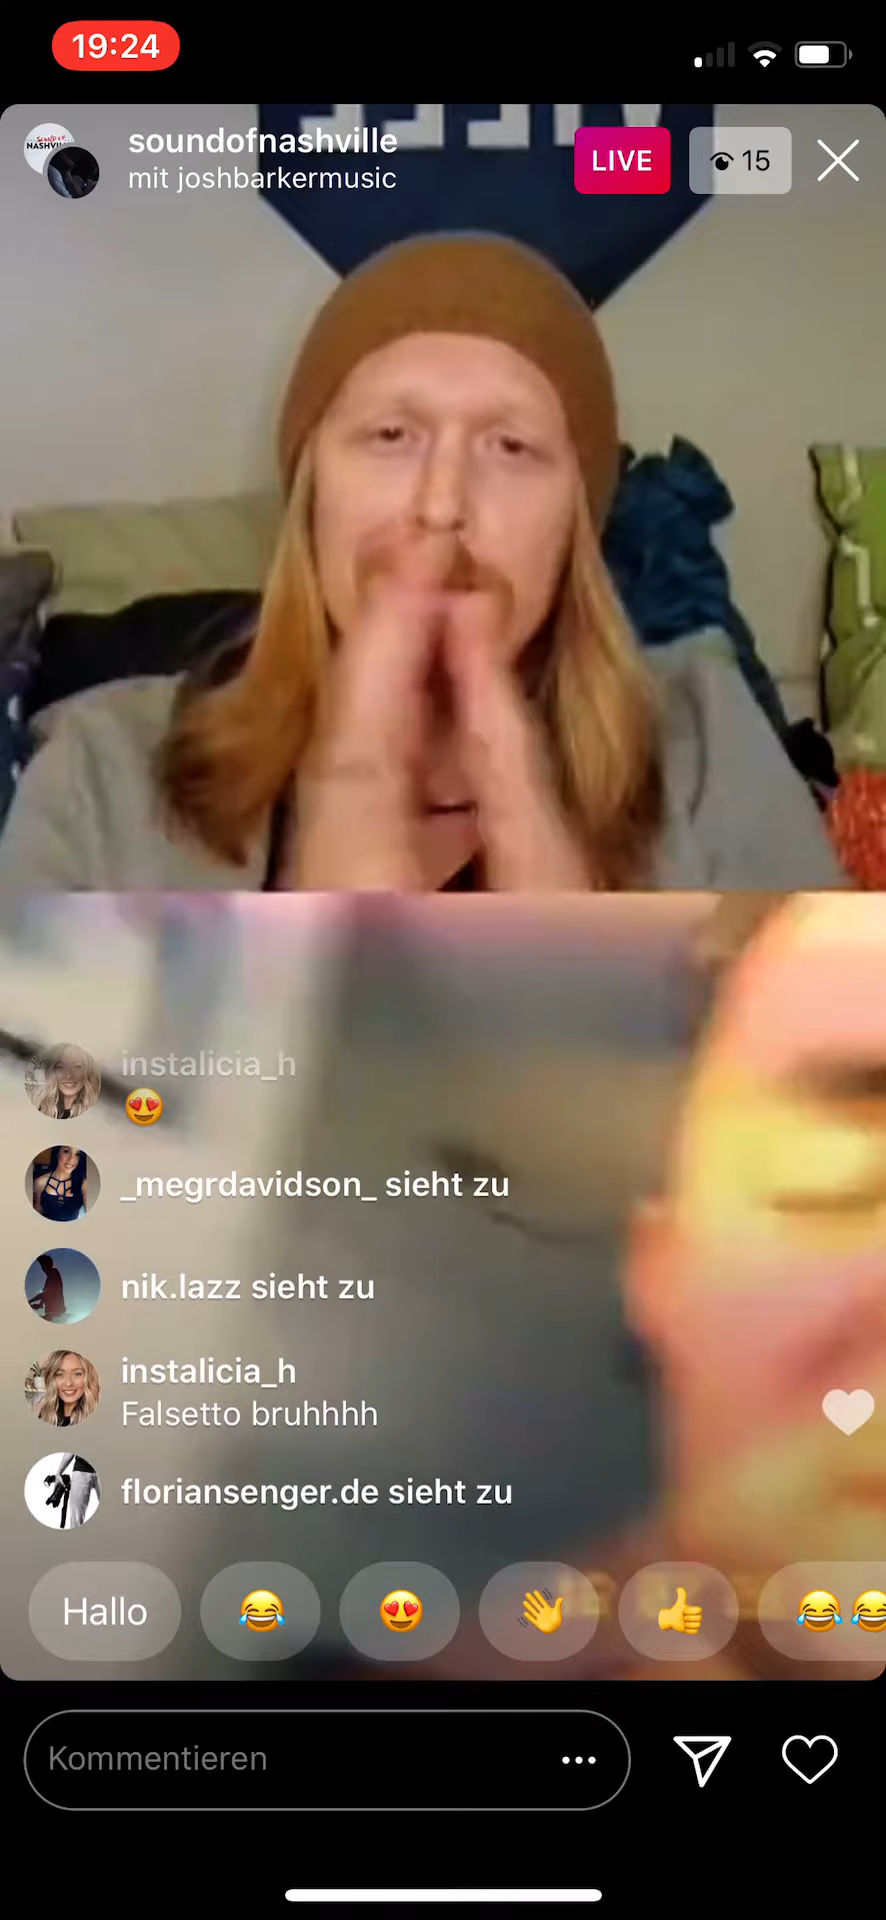 19:24
soundofnashville
mit joshbarkermusic
LIVE
15
instalicia_h
😍
_megrdavidson_ sieht zu
nik.lazz sieht zu
instalicia_h
Falsetto bruhhhh
floriansenger.de sieht zu
Hallo 😂 😍 👋 👍 😂😂
Kommentieren